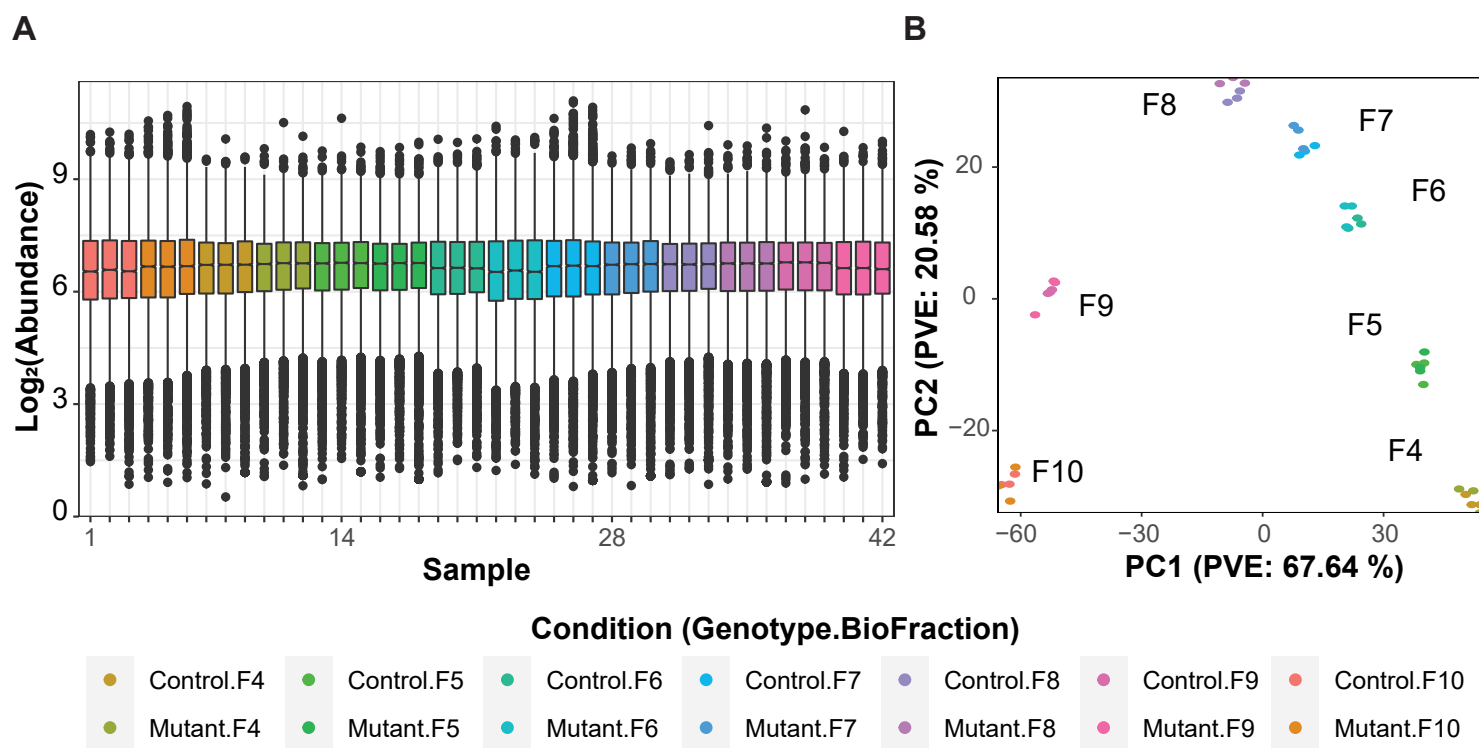 A
B
Log₂(Abundance)
9
6
3
0
1
14
28
42
Sample
PC2 (PVE: 20.58 %)
20
0
−20
F8
F7
F6
F9
F5
F10
F4
−60
−30
0
30
PC1 (PVE: 67.64 %)
Condition (Genotype.BioFraction)
Control.F4 Control.F5 Control.F6 Control.F7 Control.F8 Control.F9 Control.F10
Mutant.F4 Mutant.F5 Mutant.F6 Mutant.F7 Mutant.F8 Mutant.F9 Mutant.F10